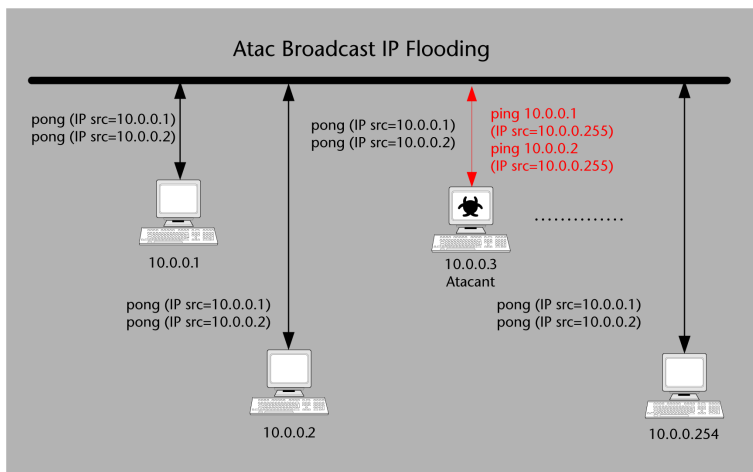 Atac Broadcast IP Flooding
pong (IP src=10.0.0.1)
pong (IP src=10.0.0.2)
pong (IP src=10.0.0.1)
pong (IP src=10.0.0.2)
ping 10.0.0.1
(IP src=10.0.0.255)
ping 10.0.0.2
(IP src=10.0.0.255)
10.0.0.1
10.0.0.3
Atacant
pong (IP src=10.0.0.1)
pong (IP src=10.0.0.2)
pong (IP src=10.0.0.1)
pong (IP src=10.0.0.2)
10.0.0.2
10.0.0.254